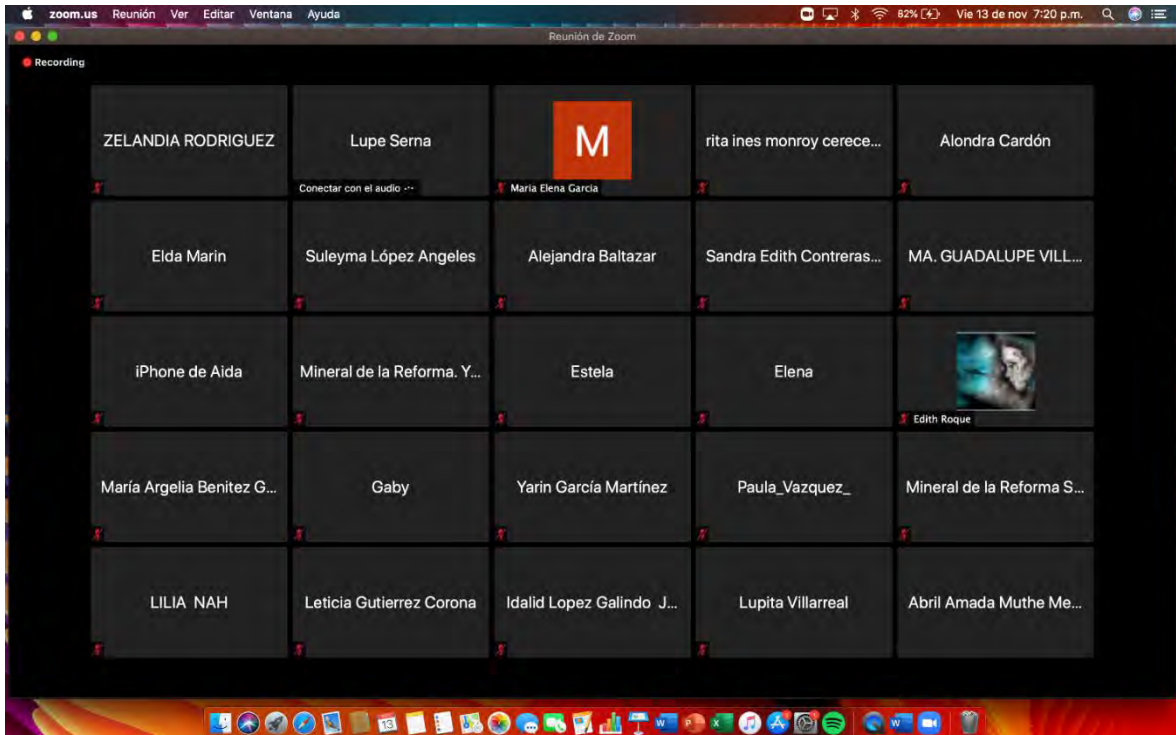 zoom.us Reunión Ver Editar Ventana Ayuda 82% Vie 13 de nov 7:20 p.m.
Reunión de Zoom
Recording
ZELANDIA RODRIGUEZ
Lupe Serna
Conectar con el audio ···
M
Maria Elena Garcia
rita ines monroy cerece...
Alondra Cardón
Elda Marin
Suleyma López Angeles
Alejandra Baltazar
Sandra Edith Contreras...
MA. GUADALUPE VILL...
iPhone de Aida
Mineral de la Reforma. Y...
Estela
Elena
Edith Roque
María Argelia Benitez G...
Gaby
Yarin García Martínez
Paula_Vazquez_
Mineral de la Reforma S...
LILIA NAH
Leticia Gutierrez Corona
Idalid Lopez Galindo J...
Lupita Villarreal
Abril Amada Muthe Me...
13
W
P
X
W